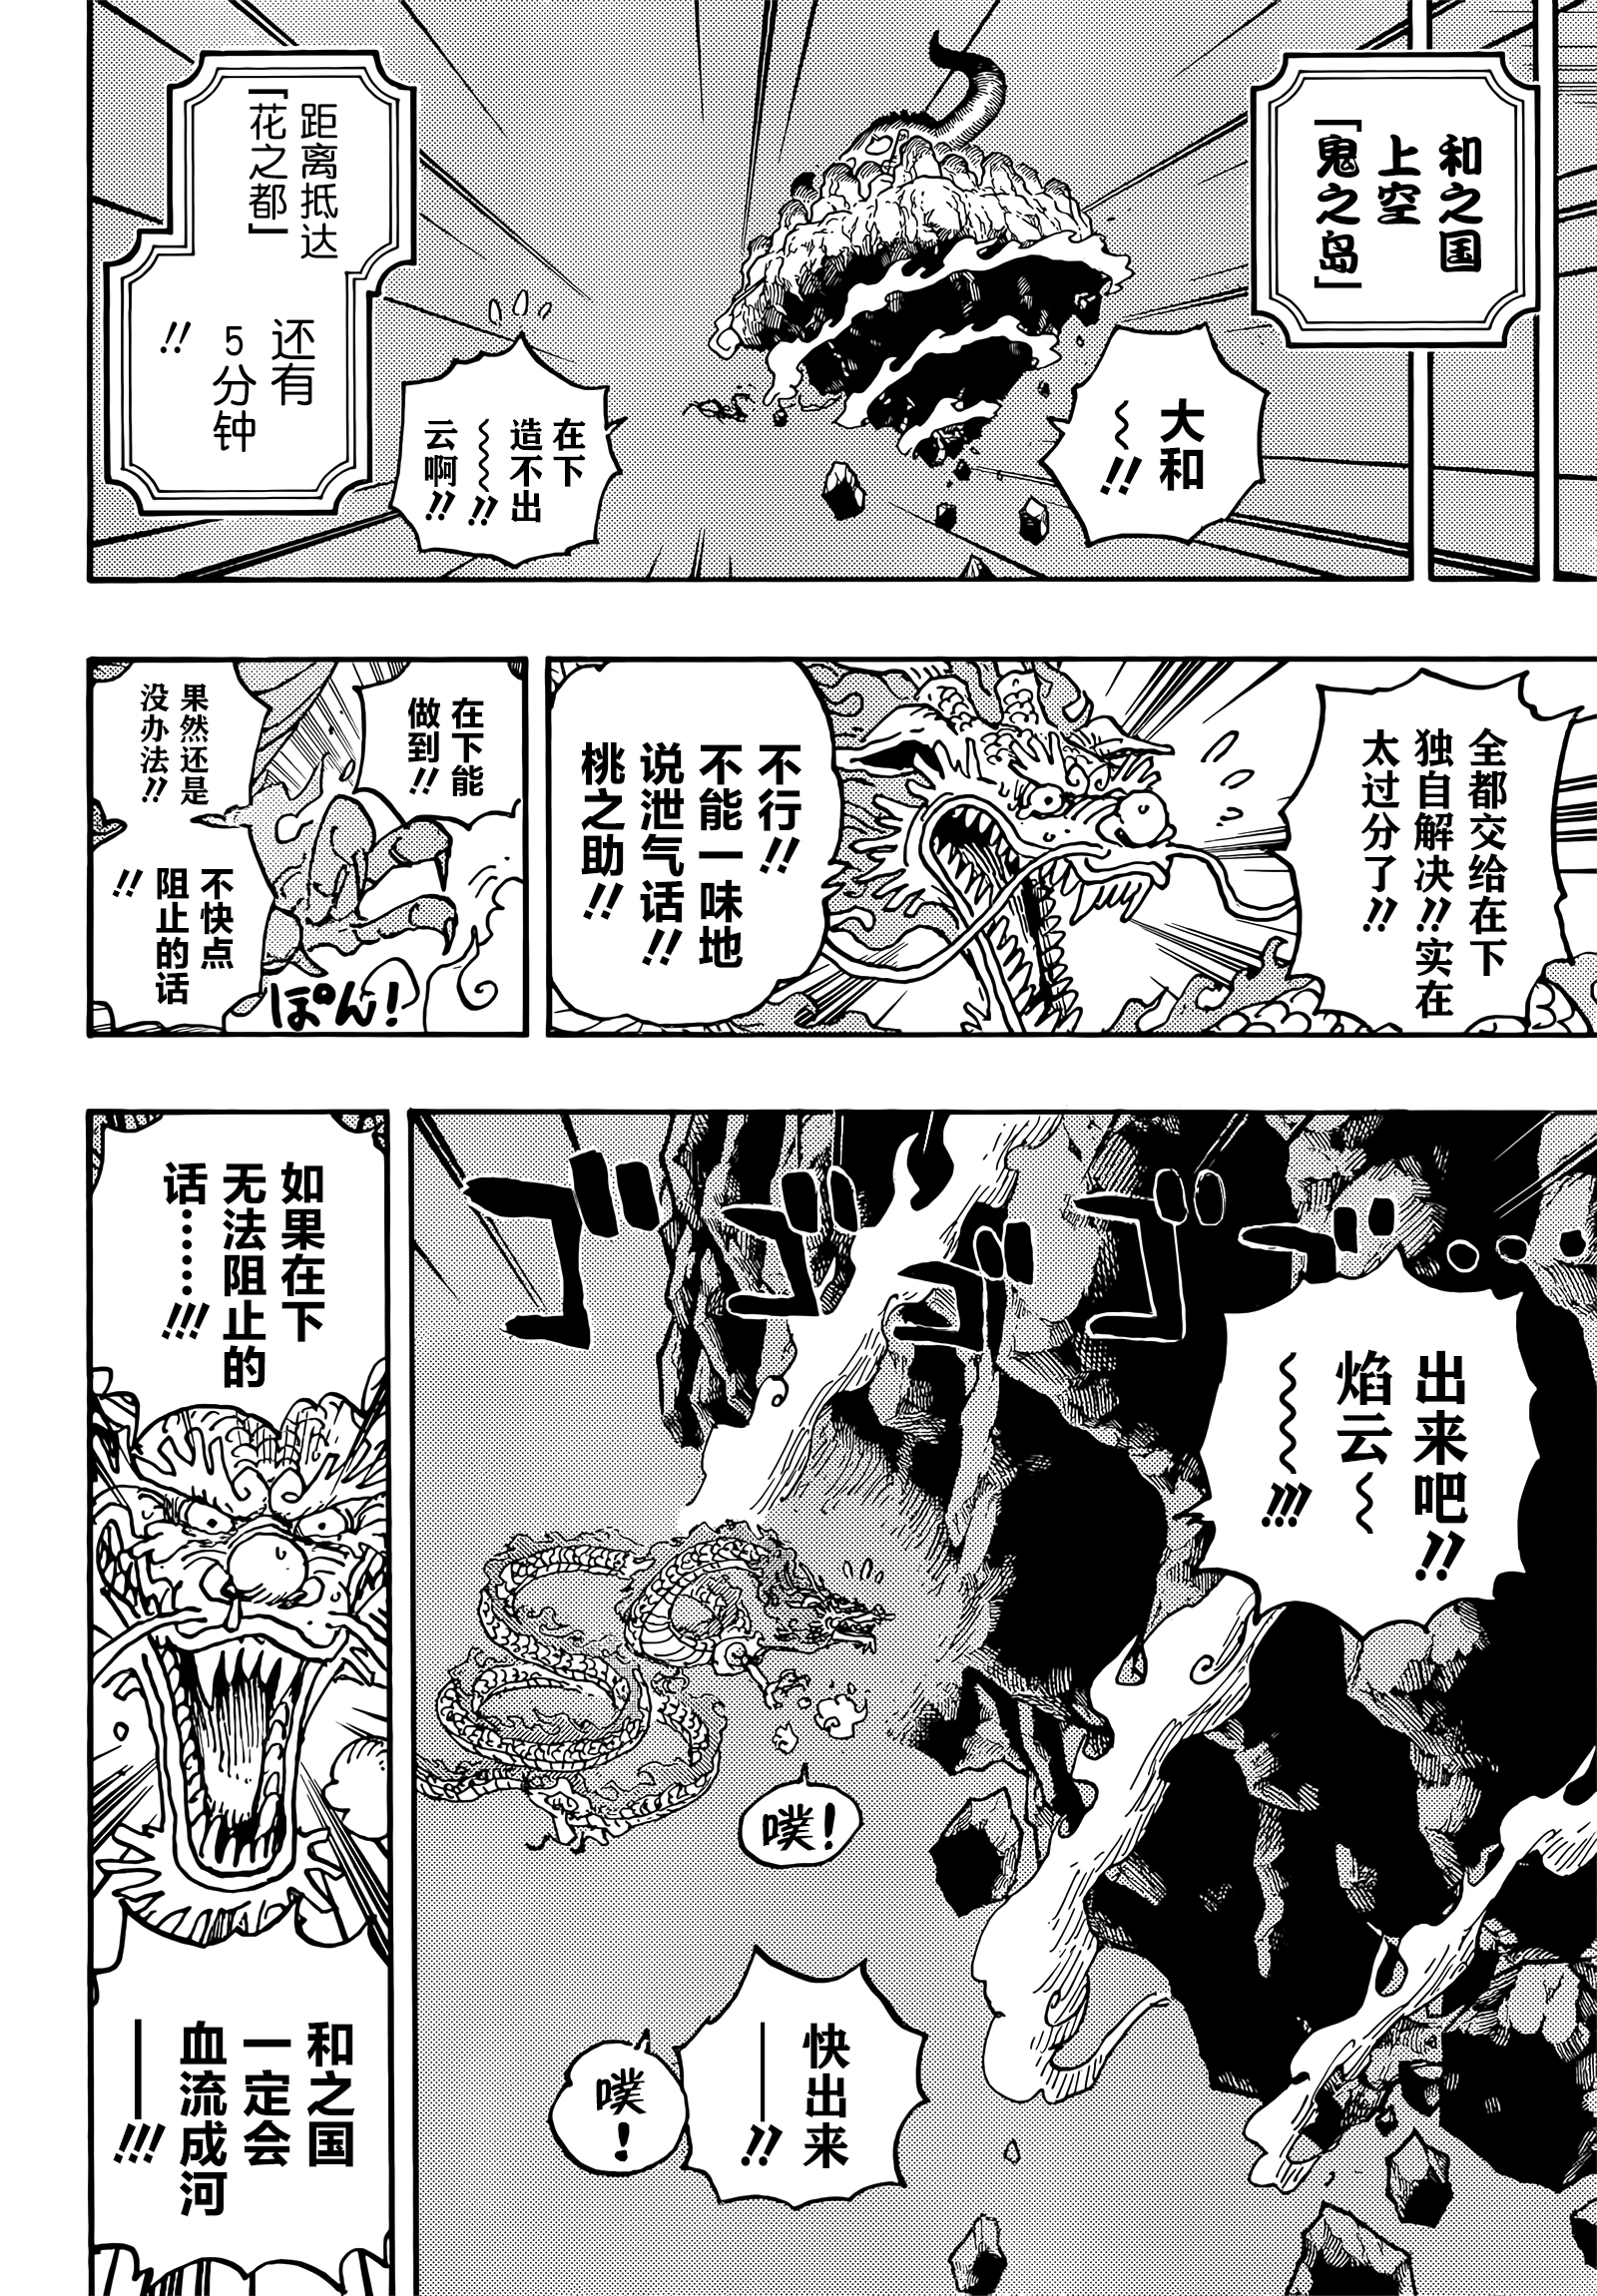 和之国
上空
「鬼之岛」
大和
~~!!
在下
造不出
~~~!!
云啊!!
距离抵达
「花之都」
还有
5分钟
!!
全都交给在下
独自解决!!实在
太过分了!!
不行!!
不能一味地
说泄气话!!
桃之助!!
在下能
做到!!
果然还是
没办法!!
ぽん!
不快点
阻止的话
!!
ゴゴゴゴ
出来吧!!
焰云~
~~~!!!
噗!
快出来
——!!
噗!
如果在下
无法阻止的
话……!!!
和之国
一定会
血流成河
——!!!